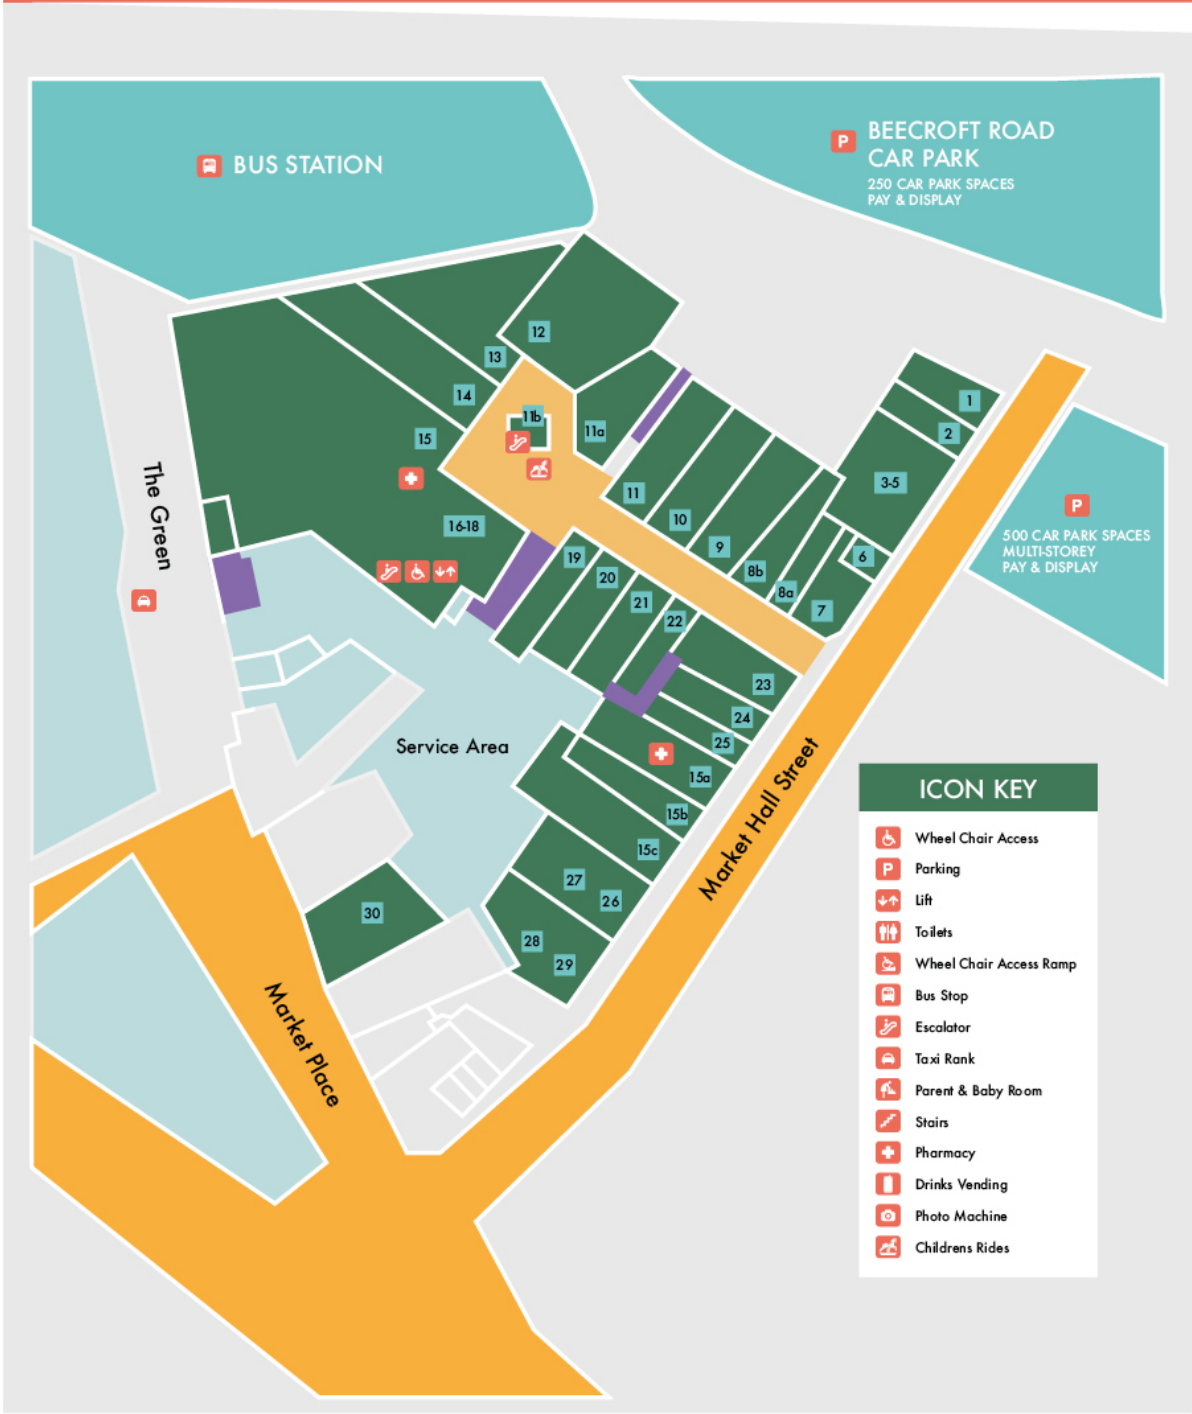 BUS STATION
P
BEECROFT ROAD
CAR PARK
250 CAR PARK SPACES
PAY & DISPLAY
12
13
14
11b
11a
15
1
2
3-5
The Green
11
10
9
8b
8a
7
6
P
500 CAR PARK SPACES
MULTI-STOREY
PAY & DISPLAY
16-18
19
20
21
22
23
24
25
15a
15b
15c
Service Area
Market Hall Street
27
26
28
29
30
Market Place
ICON KEY
Wheel Chair Access
P
Parking
Lift
Toilets
Wheel Chair Access Ramp
Bus Stop
Escalator
Taxi Rank
Parent & Baby Room
Stairs
Pharmacy
Drinks Vending
Photo Machine
Childrens Rides